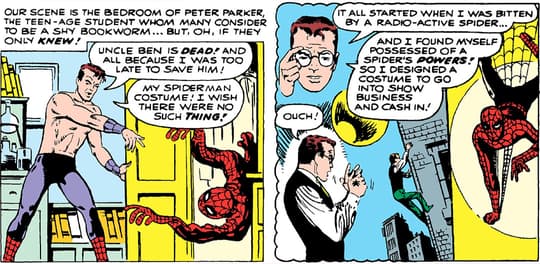 OUR SCENE IS THE BEDROOM OF PETER PARKER,
THE TEEN-AGE STUDENT WHOM MANY CONSIDER
TO BE A SHY BOOKWORM... BUT, OH, IF THEY
ONLY KNEW!
UNCLE BEN IS DEAD! AND
ALL BECAUSE I WAS TOO
LATE TO SAVE HIM!
MY SPIDERMAN
COSTUME! I WISH
THERE WERE NO
SUCH THING!
IT ALL STARTED WHEN I WAS BITTEN
BY A RADIO-ACTIVE SPIDER...
AND I FOUND MYSELF
POSSESSED OF A
SPIDER'S POWERS!
SO I DESIGNED A
COSTUME TO GO
INTO SHOW
BUSINESS
AND CASH IN!
OUCH!